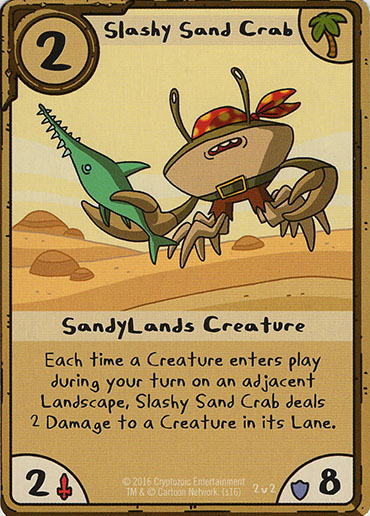 2
Slashy Sand Crab
SandyLands Creature
Each time a Creature enters play
during your turn on an adjacent
Landscape, Slashy Sand Crab deals
2 Damage to a Creature in its Lane.
2
© 2016 Cryptozoic Entertainment
TM & © Cartoon Network. (s16)
2 v 2
8